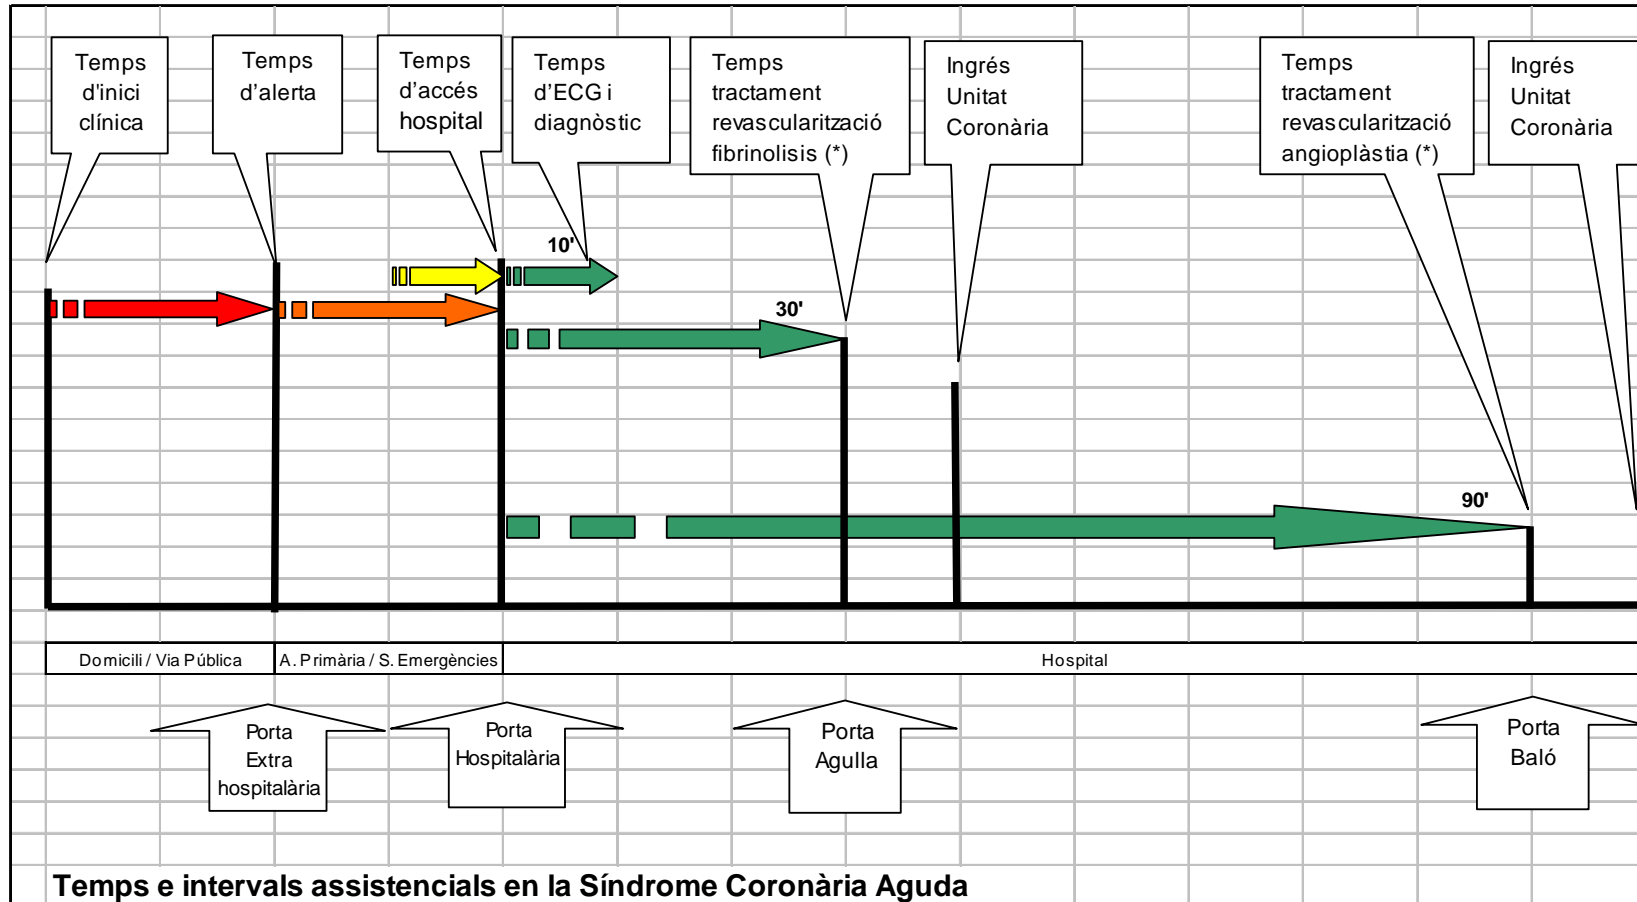 Temps
d'inici
clínica
Temps
d’alerta
Temps
d’accés
hospital
Temps
d’ECG i
diagnòstic
Temps
tractament
revascularització
fibrinolisis (*)
Ingrés
Unitat
Coronària
Temps
tractament
revascularització
angioplàstia (*)
Ingrés
Unitat
Coronària
10'
30'
90'
Domicili / Via Pública
A. Primària / S. Emergències
Hospital
Porta
Extra
hospitalària
Porta
Hospitalària
Porta
Agulla
Porta
Baló
Temps e intervals assistencials en la Síndrome Coronària Aguda